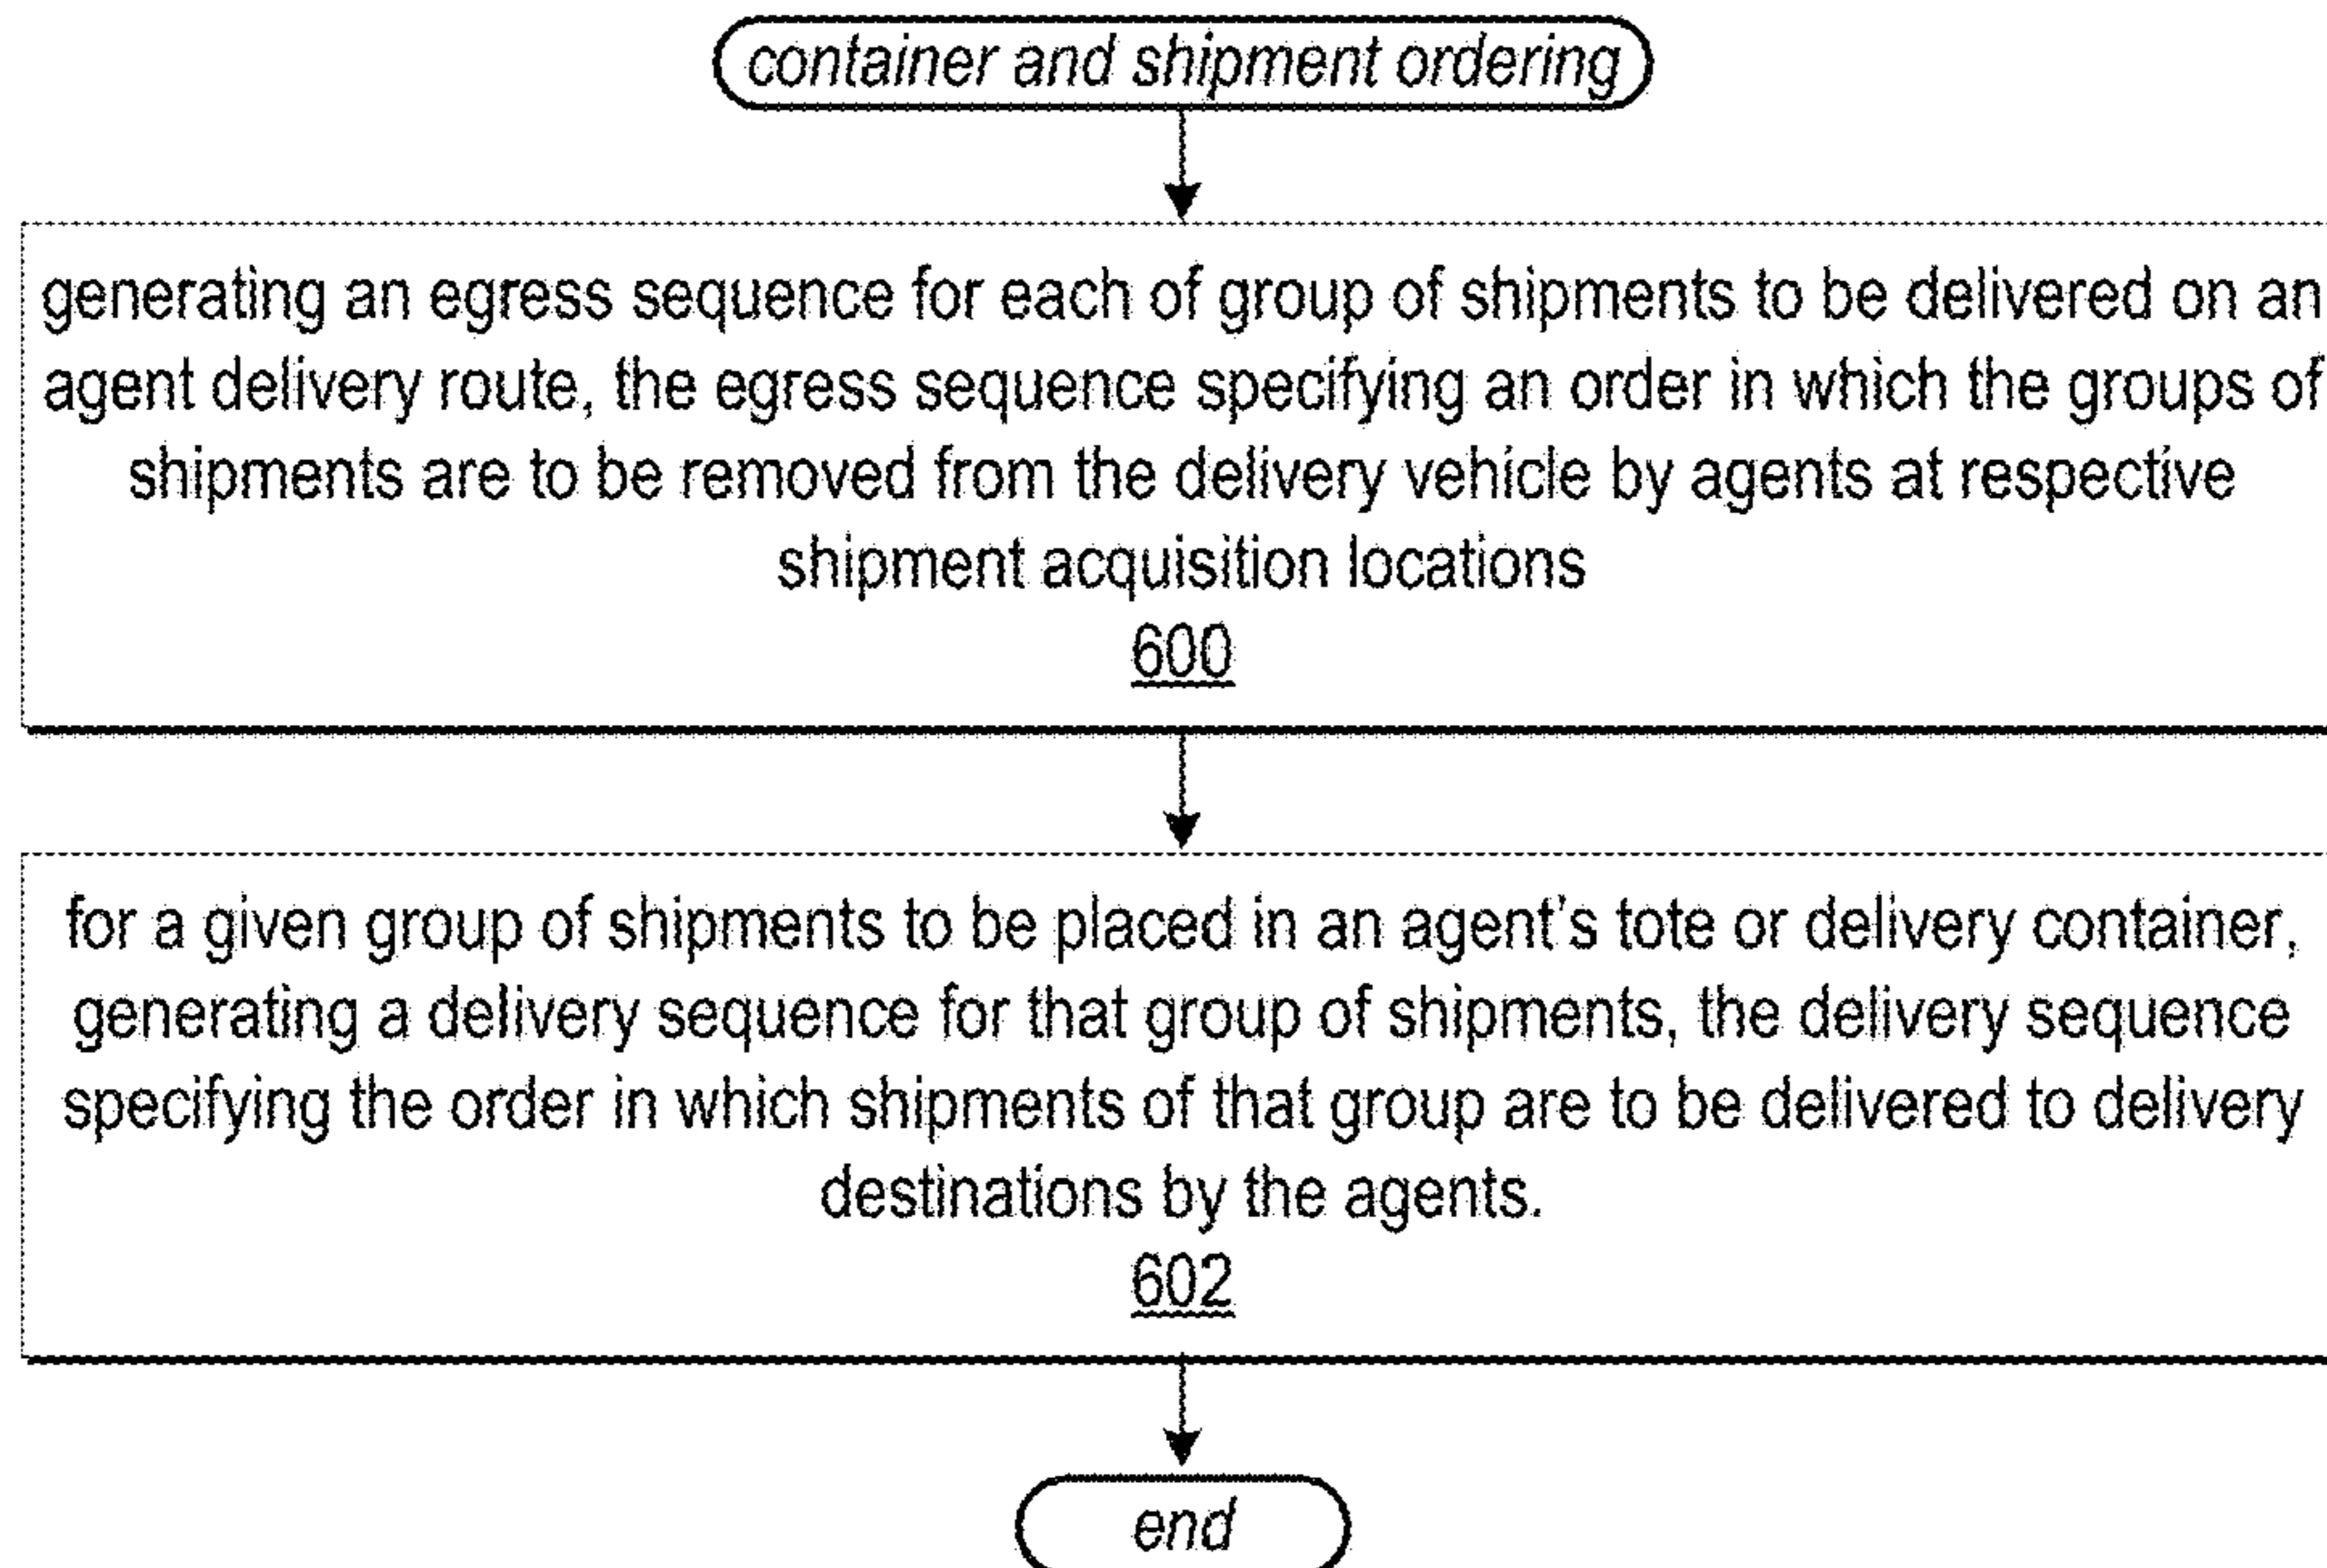 container and shipment ordering
generating an egress sequence for each of group of shipments to be delivered on an
agent delivery route, the egress sequence specifying an order in which the groups of
shipments are to be removed from the delivery vehicle by agents at respective
shipment acquisition locations
600
for a given group of shipments to be placed in an agent's tote or delivery container,
generating a delivery sequence for that group of shipments, the delivery sequence
specifying the order in which shipments of that group are to be delivered to delivery
destinations by the agents.
602
end